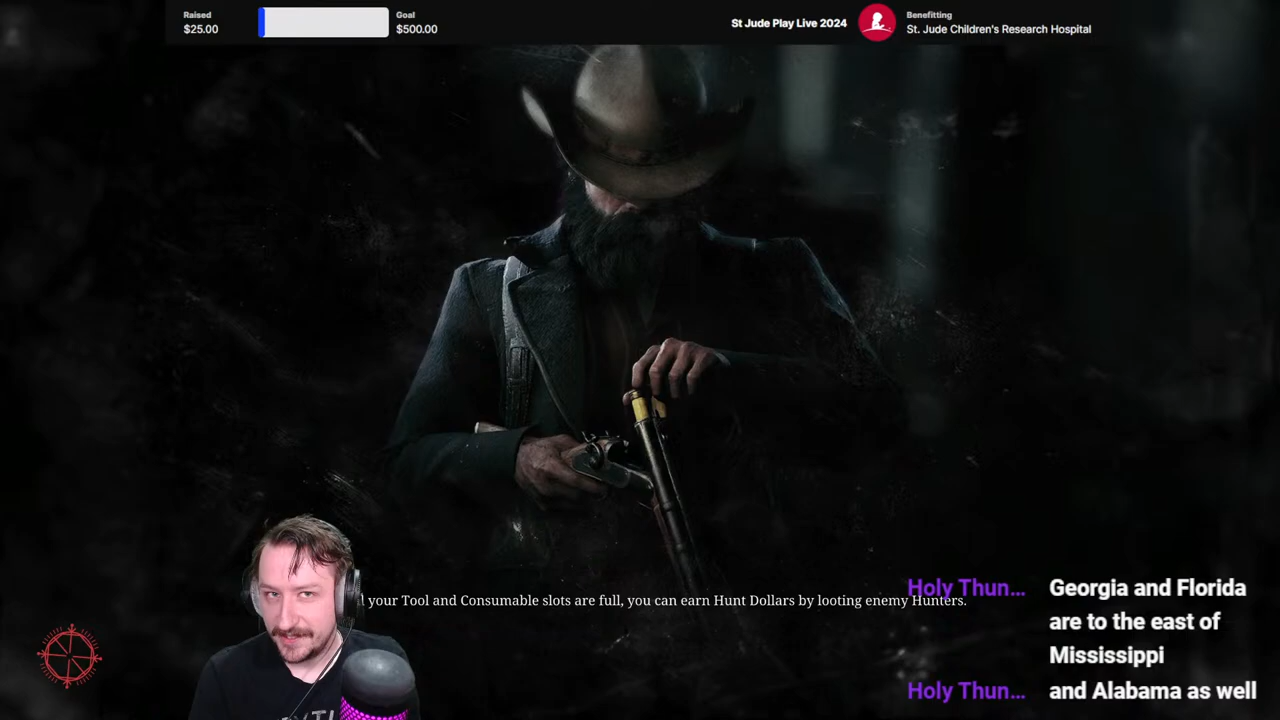 Raised
$25.00
Goal
$500.00
St Jude Play Live 2024
Benefitting
St. Jude Children's Research Hospital
your Tool and Consumable slots are full, you can earn Hunt Dollars by looting enemy Hunters.
Holy Thun... Georgia and Florida
are to the east of
Mississippi
Holy Thun... and Alabama as well